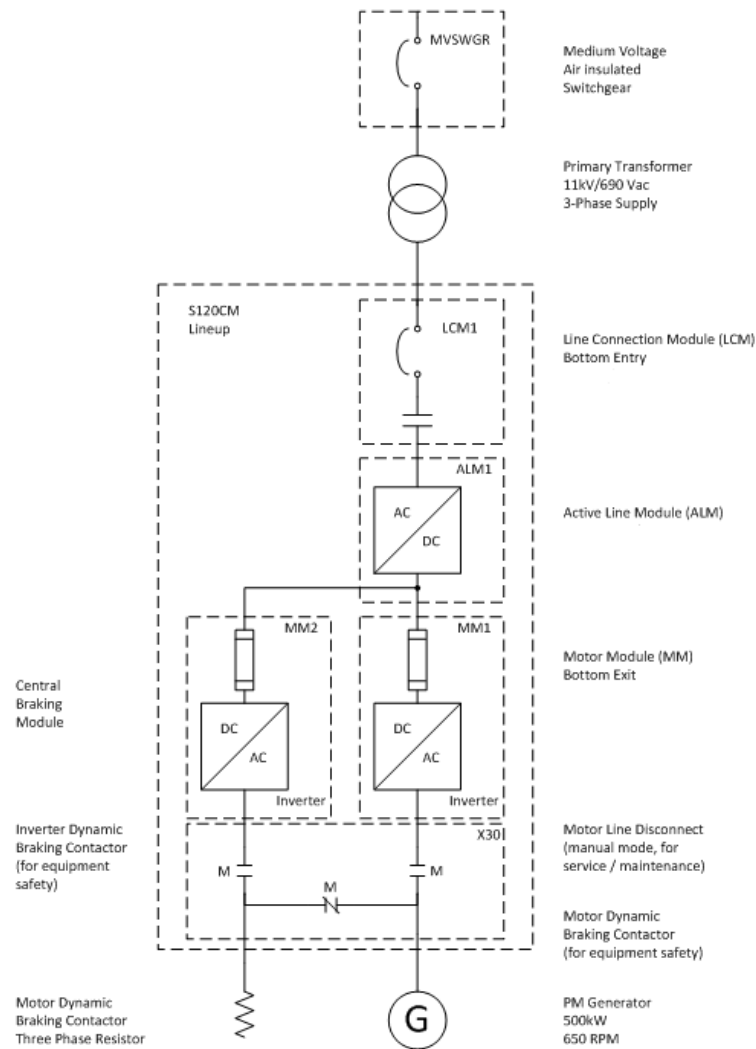 MVSWGR
Medium Voltage
Air insulated
Switchgear
Primary Transformer
11kV/690 Vac
3-Phase Supply
S120CM
Lineup
LCM1
Line Connection Module (LCM)
Bottom Entry
ALM1
AC
DC
Active Line Module (ALM)
MM2
MM1
Motor Module (MM)
Bottom Exit
Central
Braking
Module
DC
AC
DC
AC
Inverter
Inverter
X30
Inverter Dynamic
Braking Contactor
(for equipment
safety)
Motor Line Disconnect
(manual mode, for
service / maintenance)
M
M
M
Motor Dynamic
Braking Contactor
(for equipment safety)
Motor Dynamic
Braking Contactor
Three Phase Resistor
G
PM Generator
500kW
650 RPM